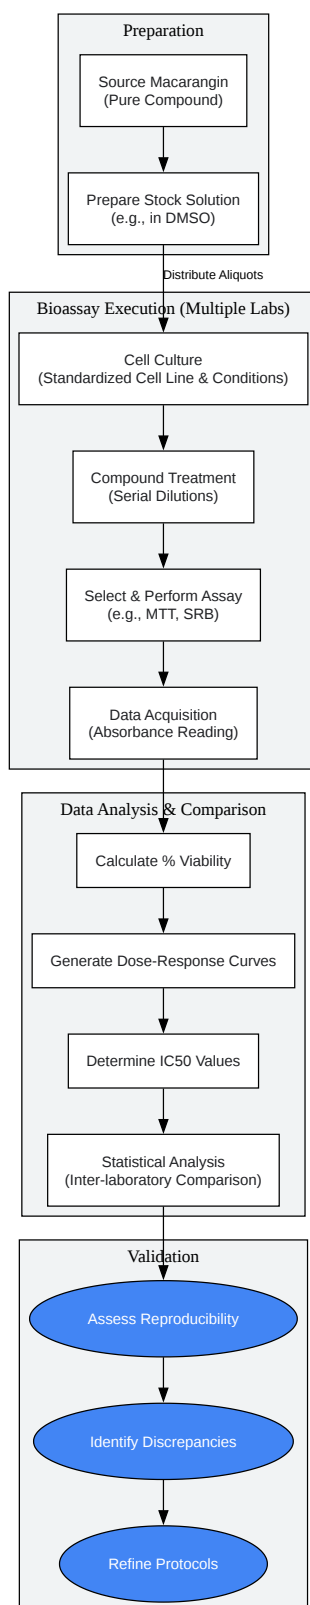 Preparation
Source Macarangin
(Pure Compound)
Prepare Stock Solution
(e.g., in DMSO)
Distribute Aliquots
Bioassay Execution (Multiple Labs)
Cell Culture
(Standardized Cell Line & Conditions)
Compound Treatment
(Serial Dilutions)
Select & Perform Assay
(e.g., MTT, SRB)
Data Acquisition
(Absorbance Reading)
Data Analysis & Comparison
Calculate % Viability
Generate Dose-Response Curves
Determine IC50 Values
Statistical Analysis
(Inter-laboratory Comparison)
Validation
Assess Reproducibility
Identify Discrepancies
Refine Protocols